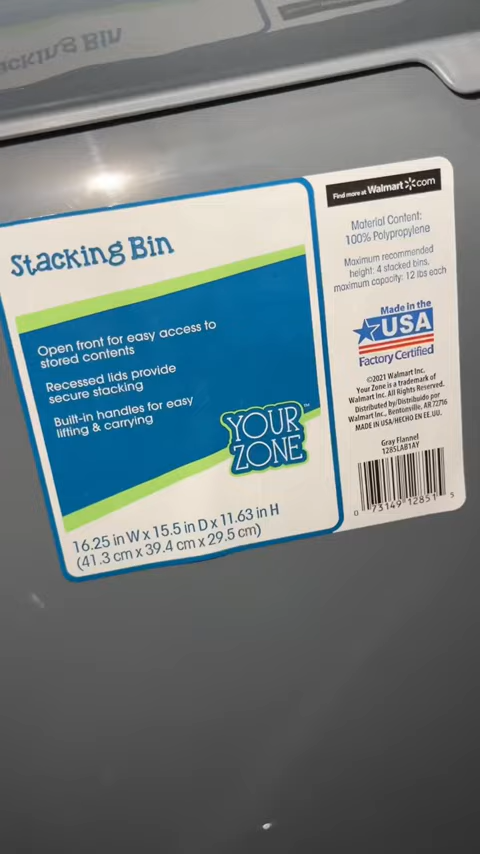 Stacking Bin
Stacking Bin
Open front for easy access to
stored contents
Recessed lids provide
secure stacking
Built-in handles for easy
lifting & carrying
YOUR
ZONE™
16.25 in W x 15.5 in D x 11.63 in H
(41.3 cm x 39.4 cm x 29.5 cm)
Find more at Walmart.com
Material Content:
100% Polypropylene
Maximum recommended
height: 4 stacked bins,
maximum capacity: 12 lbs each
Made in the
USA
Factory Certified
©2021 Walmart Inc.
Your Zone is a trademark of
Walmart Inc. All Rights Reserved.
Distributed by/Distribuido por
Walmart Inc., Bentonville, AR 72716
MADE IN USA/HECHO EN EE.UU.
Gray Flannel
1285LAB1AY
0 73149 12851 5